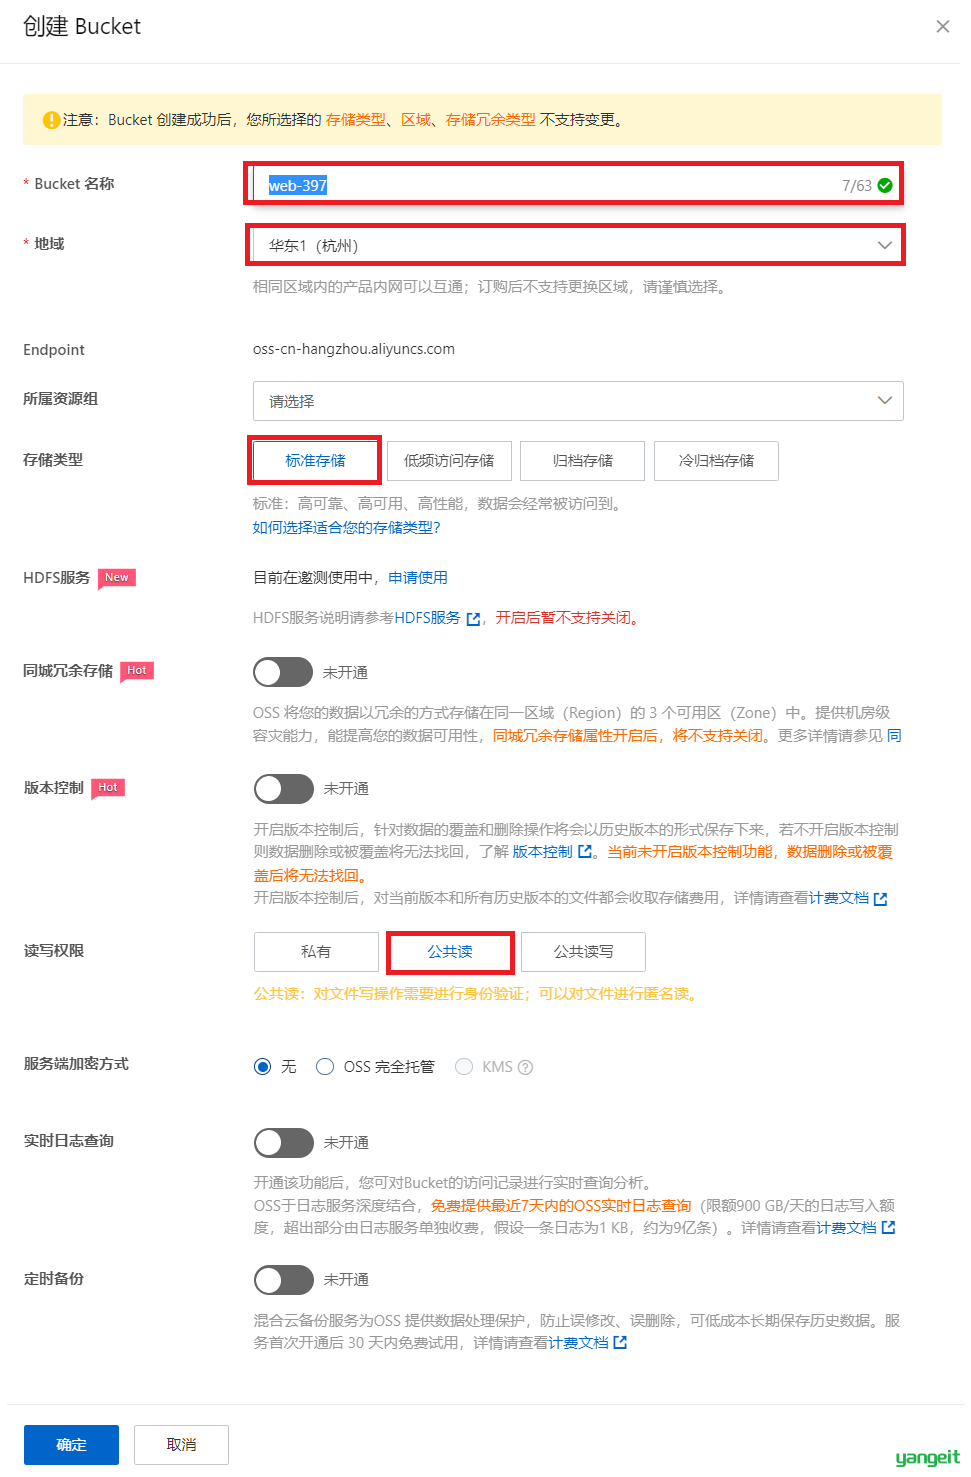 创建 Bucket
注意：Bucket 创建成功后，您所选择的 存储类型、区域、存储冗余类型 不支持变更。
* Bucket 名称
web-397
7/63
* 地域
华东1（杭州）
相同区域内的产品内网可以互通；订购后不支持更换区域，请谨慎选择。
Endpoint
oss-cn-hangzhou.aliyuncs.com
所属资源组
请选择
存储类型
标准存储
低频访问存储
归档存储
冷归档存储
标准：高可靠、高可用、高性能，数据会经常被访问到。
如何选择适合您的存储类型？
HDFS服务 New
目前在邀测使用中，申请使用
HDFS服务说明请参考HDFS服务，开启后暂不支持关闭。
同城冗余存储 Hot
未开通
OSS 将您的数据以冗余的方式存储在同一区域（Region）的 3 个可用区（Zone）中。提供机房级
容灾能力，能提高您的数据可用性，同城冗余存储属性开启后，将不支持关闭。更多详情请参见 同
版本控制 Hot
未开通
开启版本控制后，针对数据的覆盖和删除操作将会以历史版本的形式保存下来，若不开启版本控制
则数据删除或被覆盖将无法找回，了解 版本控制。当前未开启版本控制功能，数据删除或被覆
盖后将无法找回。
开启版本控制后，对当前版本和所有历史版本的文件都会收取存储费用，详情请查看计费文档
读写权限
私有
公共读
公共读写
公共读：对文件写操作需要进行身份验证；可以对文件进行匿名读。
服务端加密方式
无
OSS 完全托管
KMS
实时日志查询
未开通
开通该功能后，您可对Bucket的访问记录进行实时查询分析。
OSS于日志服务深度结合，免费提供最近7天内的OSS实时日志查询（限额900 GB/天的日志写入额
度，超出部分由日志服务单独收费，假设一条日志为1 KB，约为9亿条）。详情请查看计费文档
定时备份
未开通
混合云备份服务为OSS 提供数据处理保护，防止误修改、误删除，可低成本长期保存历史数据。服
务首次开通后 30 天内免费试用，详情请查看计费文档
确定
取消
yangeit